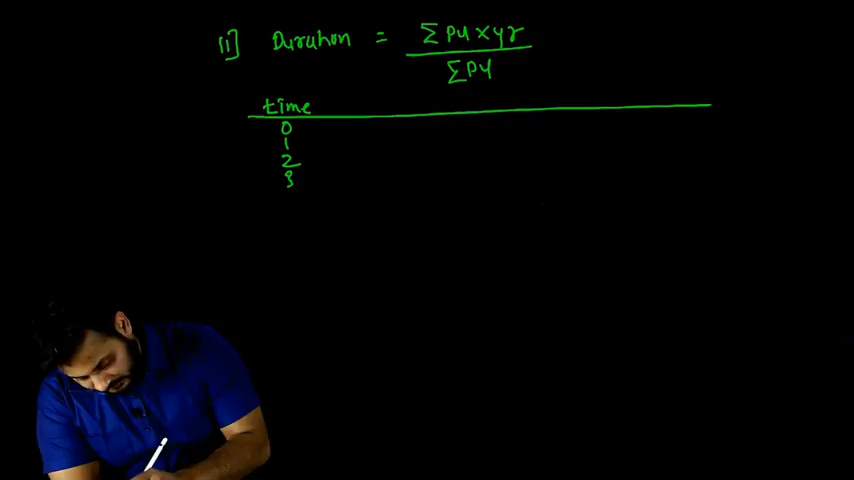 11] Duration = ΣPV x yr
ΣPV
time
0
1
2
3